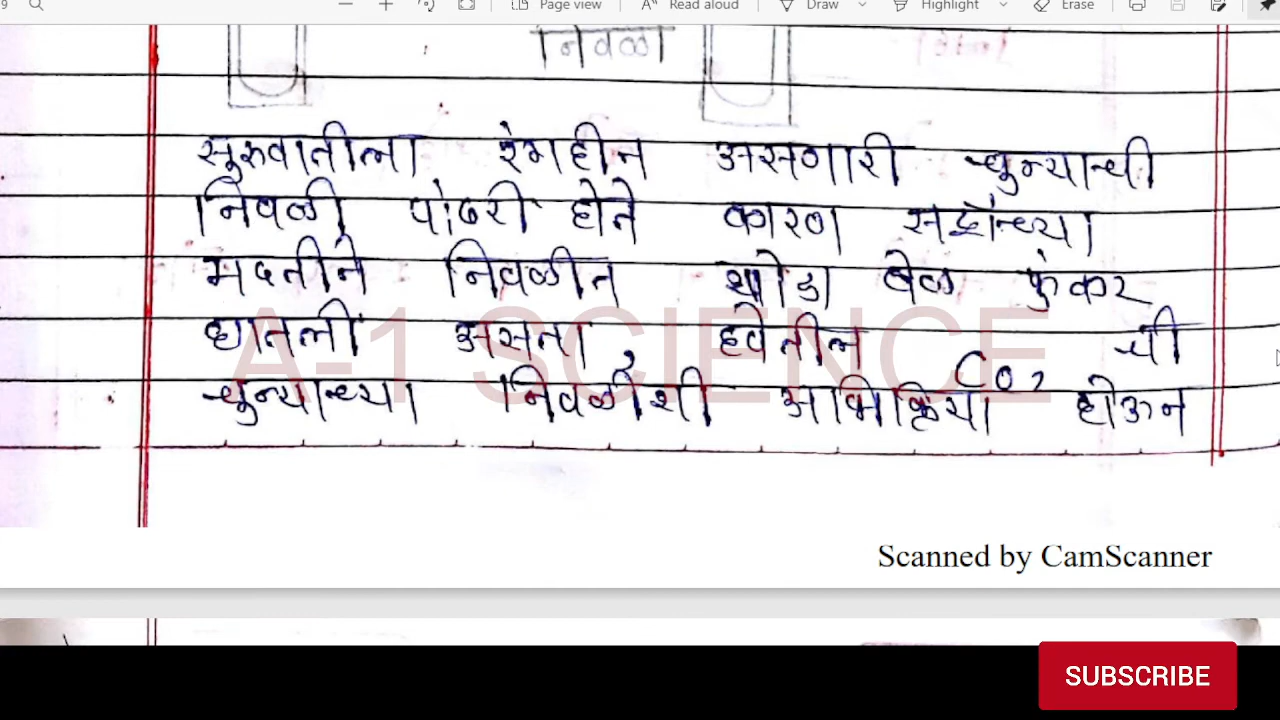 9 Page view Read aloud Draw Highlight Erase
निवळी
सुरुवातीला रंगहीन असणारी चुन्याची
निवळी पांढरी होते कारण
मदतीने निवळीत थोडा वेळ फुंकर
घातली असता हवेतील CO2 ची
चुन्याच्या निवळीशी अभिक्रिया होऊन
A-1 SCIENCE
Scanned by CamScanner
SUBSCRIBE